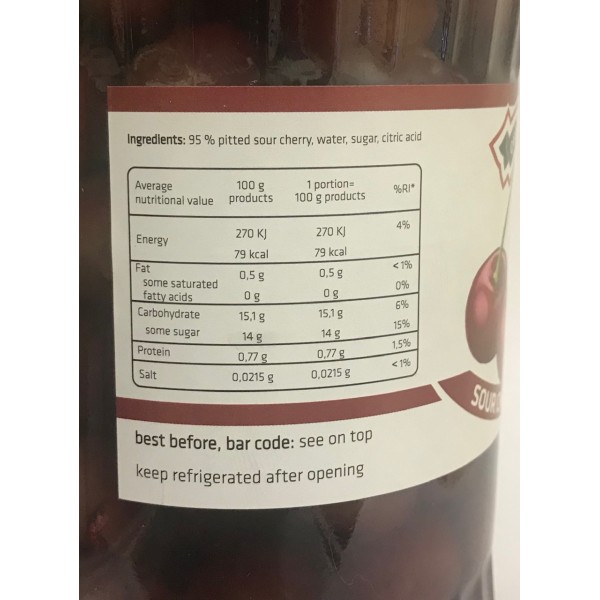 Ingredients: 95 % pitted sour cherry, water, sugar, citric acid
Average nutritional value 100 g products 1 portion= 100 g products %RI*
Energy 270 KJ 270 KJ 4%
79 kcal 79 kcal
Fat 0,5 g 0,5 g <1%
some saturated fatty acids 0 g 0 g 0%
Carbohydrate 15,1 g 15,1 g 6%
some sugar 14 g 14 g 15%
Protein 0,77 g 0,77 g 1,5%
Salt 0,0215 g 0,0215 g <1%
SOUR
best before, bar code: see on top
keep refrigerated after opening